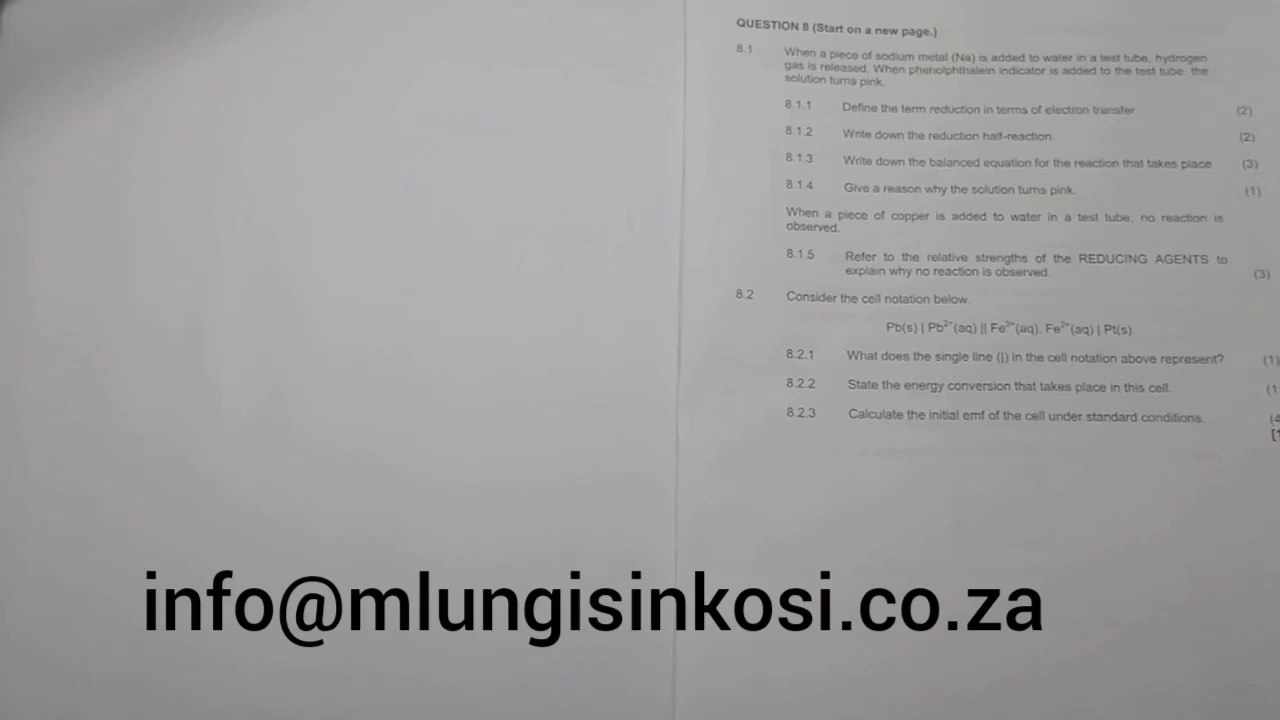 QUESTION 8 (Start on a new page.)
8.1 When a piece of sodium metal (Na) is added to water in a test tube, hydrogen
gas is released. When phenolphthalein indicator is added to the test tube, the
solution turns pink.
8.1.1 Define the term reduction in terms of electron transfer (2)
8.1.2 Write down the reduction half-reaction. (2)
8.1.3 Write down the balanced equation for the reaction that takes place (3)
8.1.4 Give a reason why the solution turns pink. (1)
When a piece of copper is added to water in a test tube, no reaction is
observed.
8.1.5 Refer to the relative strengths of the REDUCING AGENTS to
explain why no reaction is observed. (3)
8.2 Consider the cell notation below.
Pb(s) | Pb²⁺(aq) || (aq), (aq) | Pt(s)
8.2.1 What does the single line (|) in the cell notation above represent? (1)
8.2.2 State the energy conversion that takes place in this cell. (1
8.2.3 Calculate the initial emf of the cell under standard conditions. (4
[1
info@mlungisinkosi.co.za